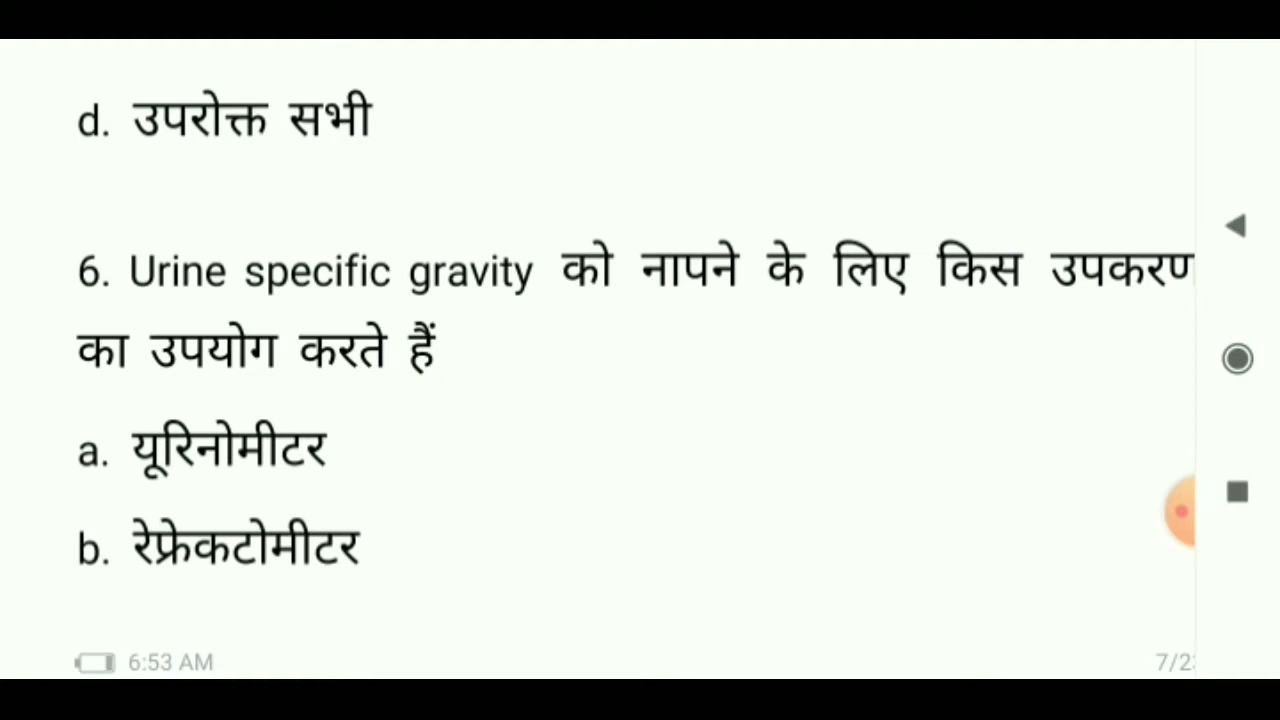 d. उपरोक्त सभी
6. Urine specific gravity को नापने के लिए किस उपकरण
का उपयोग करते हैं
a. यूरिनोमीटर
b. रेफ्रेकटोमीटर
6:53 AM